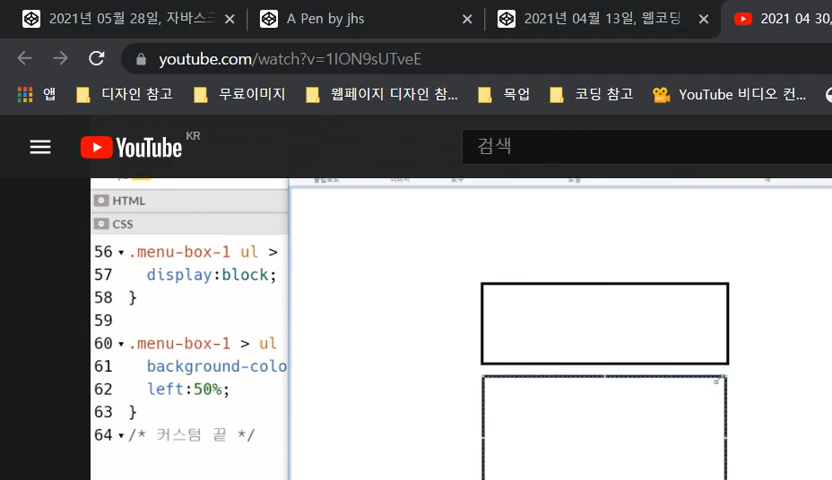 2021년 05월 28일, 자바스크
A Pen by jhs
2021년 04월 13일, 웹코딩
2021 04 30,
youtube.com/watch?v=1ION9sUTveE
앱
디자인 참고
무료이미지
웹페이지 디자인 참...
목업
코딩 참고
YouTube 비디오 컨...
YouTube KR
검색
HTML
CSS
56 .menu-box-1 ul >
57 display:block;
58 }
59
60 .menu-box-1 > ul
61 background-colo
62 left:50%;
63 }
64 /* 커스텀 끝 */